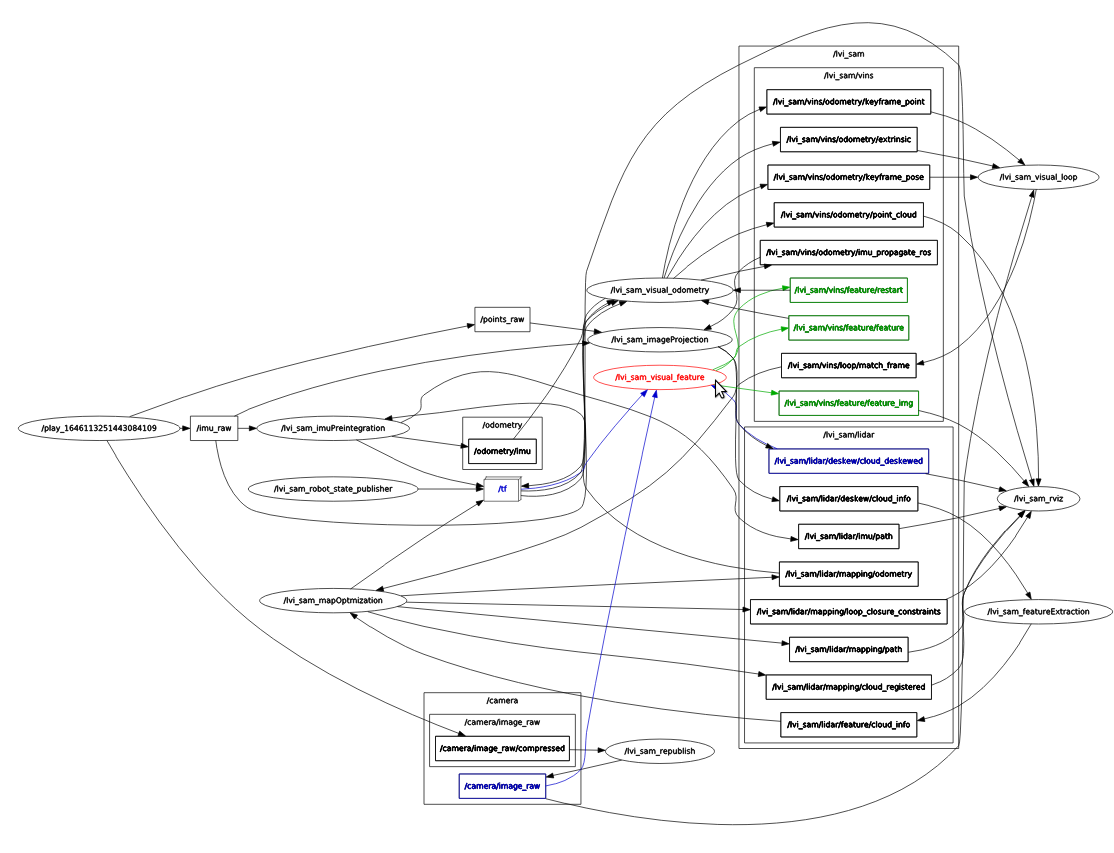 /lvi_sam
/lvi_sam/vins
/lvi_sam/vins/odometry/keyframe_point
/lvi_sam/vins/odometry/extrinsic
/lvi_sam/vins/odometry/keyframe_pose
/lvi_sam_visual_loop
/lvi_sam/vins/odometry/point_cloud
/lvi_sam/vins/odometry/imu_propagate_ros
/lvi_sam_visual_odometry
/lvi_sam/vins/feature/restart
/points_raw
/lvi_sam/vins/feature/feature
/lvi_sam_imageProjection
/lvi_sam/vins/loop/match_frame
/lvi_sam_visual_feature
/lvi_sam/vins/feature/feature_img
/play_1646113251443084109
/imu_raw
/lvi_sam_imuPreintegration
/odometry
/odometry/imu
/lvi_sam/lidar
/lvi_sam/lidar/deskew/cloud_deskewed
/lvi_sam_robot_state_publisher
/tf
/lvi_sam/lidar/deskew/cloud_info
/lvi_sam_rviz
/lvi_sam/lidar/imu/path
/lvi_sam/lidar/mapping/odometry
/lvi_sam_mapOptmization
/lvi_sam/lidar/mapping/loop_closure_constraints
/lvi_sam_featureExtraction
/lvi_sam/lidar/mapping/path
/lvi_sam/lidar/mapping/cloud_registered
/camera
/camera/image_raw
/lvi_sam/lidar/feature/cloud_info
/camera/image_raw/compressed
/lvi_sam_republish
/camera/image_raw